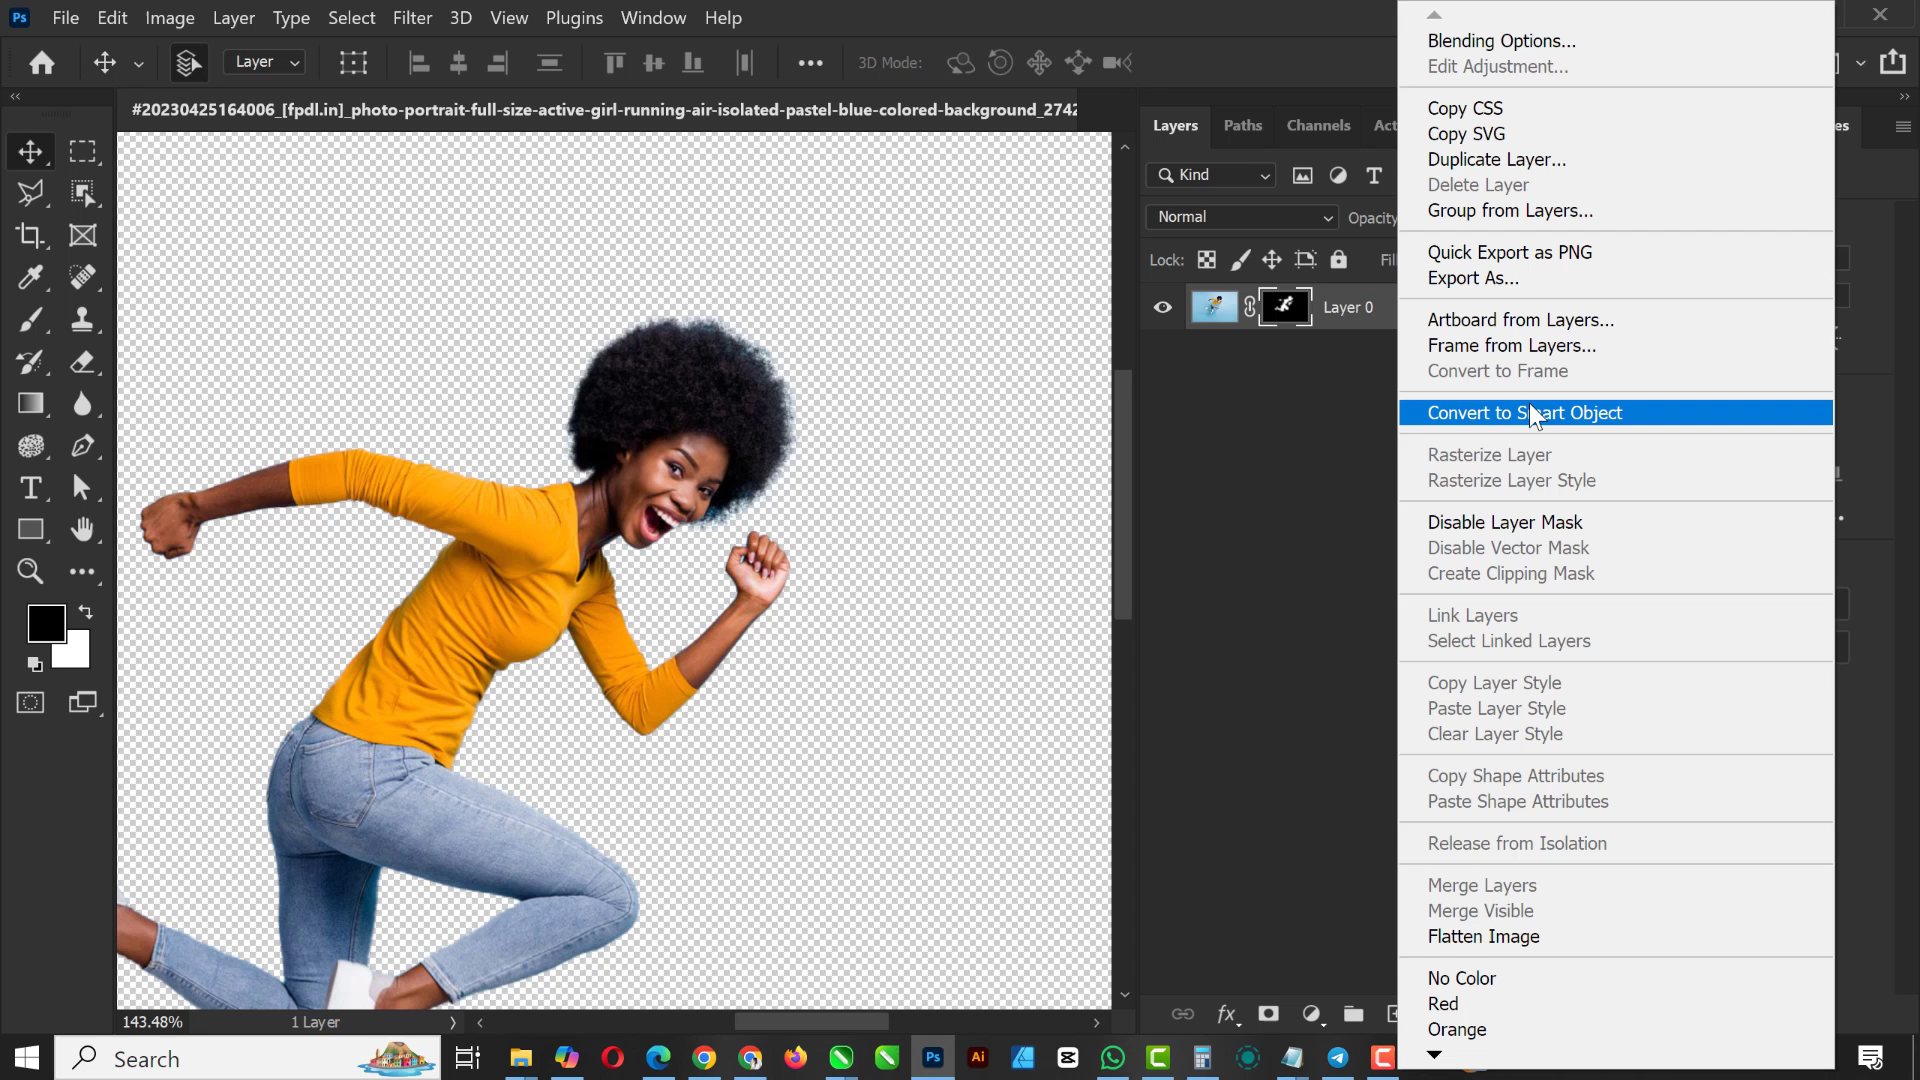 Ps File Edit Image Layer Type Select Filter 3D View Plugins Window Help
Layer 3D Mode:
#20230425164006_[fpdl.in]_photo-portrait-full-size-active-girl-running-air-isolated-pastel-blue-colored-background_2742
Layers Paths Channels
Kind
Normal Opacity
Lock:
Layer 0
Blending Options...
Edit Adjustment...
Copy CSS
Copy SVG
Duplicate Layer...
Delete Layer
Group from Layers...
Quick Export as PNG
Export As...
Artboard from Layers...
Frame from Layers...
Convert to Frame
Convert to Smart Object
Rasterize Layer
Rasterize Layer Style
Disable Layer Mask
Disable Vector Mask
Create Clipping Mask
Link Layers
Select Linked Layers
Copy Layer Style
Paste Layer Style
Clear Layer Style
Copy Shape Attributes
Paste Shape Attributes
Release from Isolation
Merge Layers
Merge Visible
Flatten Image
No Color
Red
Orange
143.48% 1 Layer
Search
Ps Ai